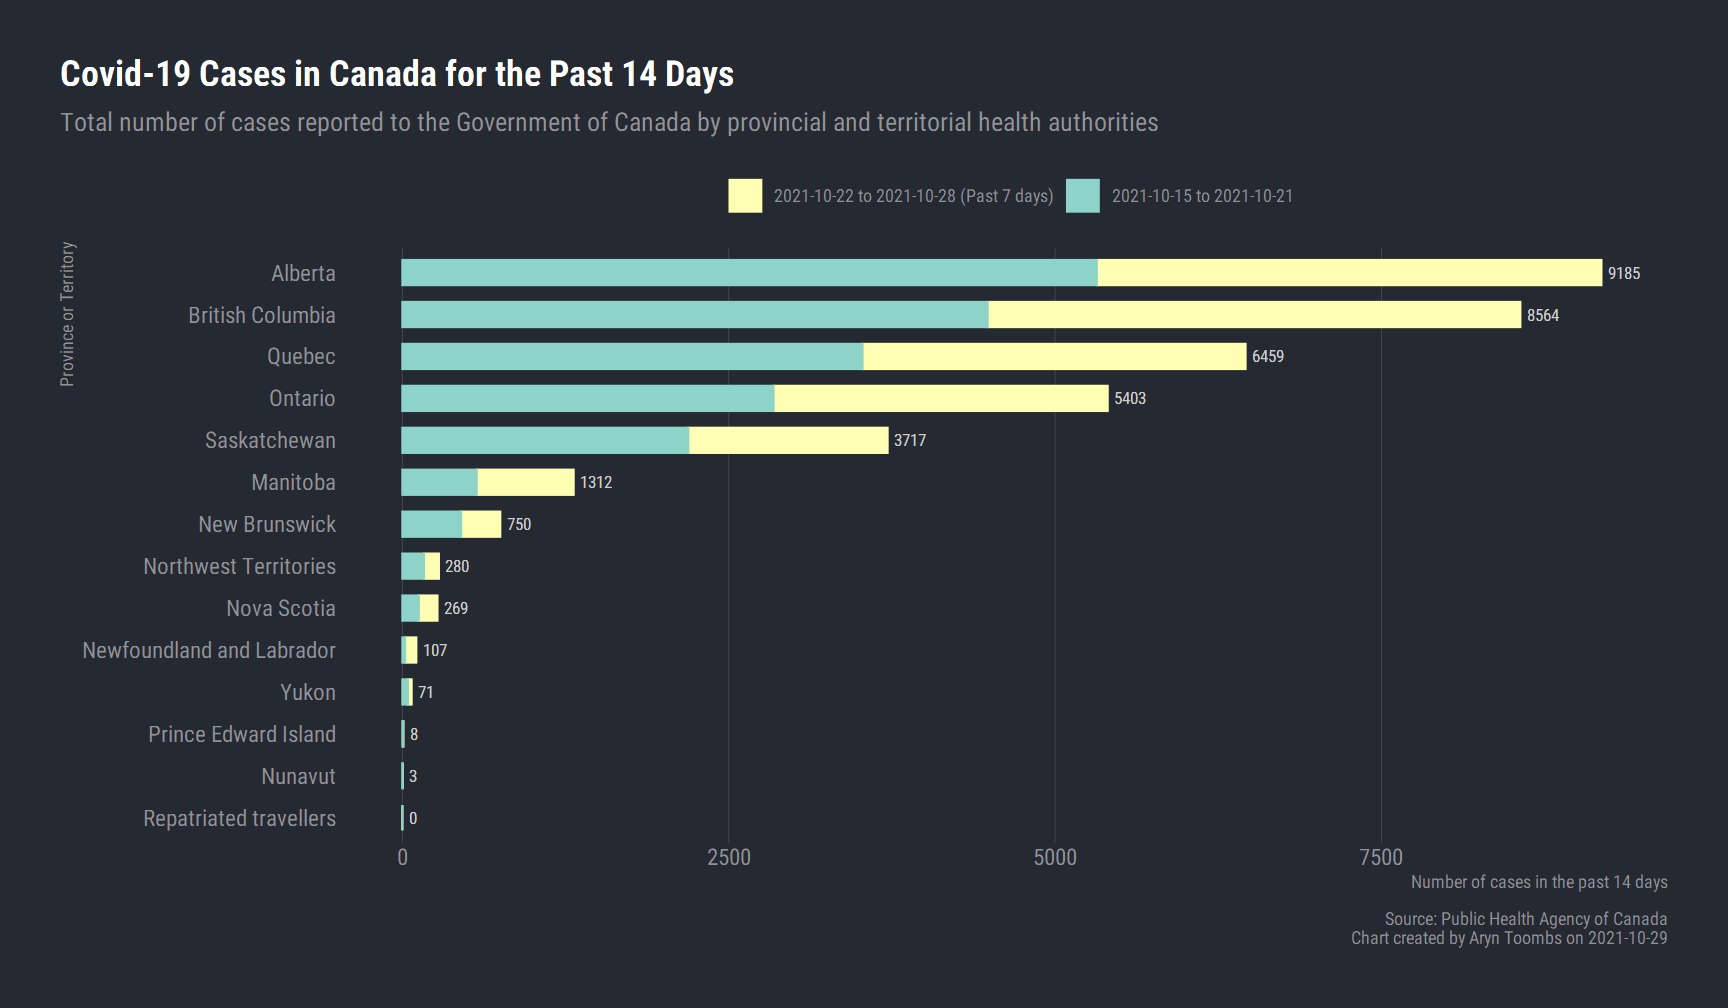 Covid-19 Cases in Canada for the Past 14 Days
Total number of cases reported to the Government of Canada by provincial and territorial health authorities
2021-10-22 to 2021-10-28 (Past 7 days)
2021-10-15 to 2021-10-21
Province or Territory
Alberta 9185
British Columbia 8564
Quebec 6459
Ontario 5403
Saskatchewan 3717
Manitoba 1312
New Brunswick 750
Northwest Territories 280
Nova Scotia 269
Newfoundland and Labrador 107
Yukon 71
Prince Edward Island 8
Nunavut 3
Repatriated travellers 0
0 2500 5000 7500
Number of cases in the past 14 days
Source: Public Health Agency of Canada
Chart created by Aryn Toombs on 2021-10-29